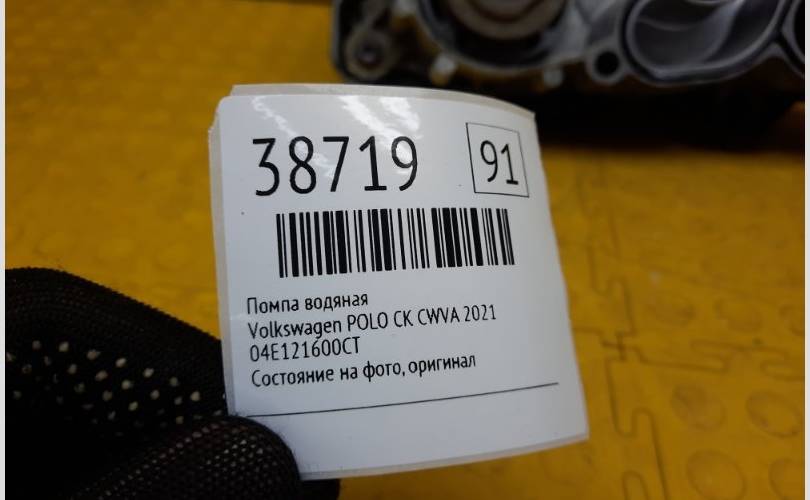 38719
91
Помпа водяная
Volkswagen POLO CK CWVA 2021
04E121600CT
Состояние на фото, оригинал